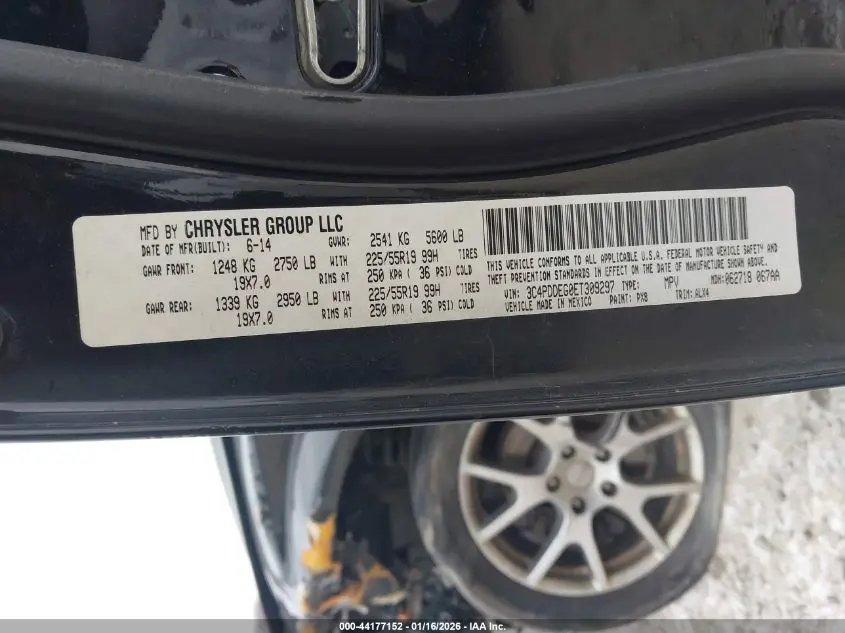 MFD BY CHRYSLER GROUP LLC
DATE OF MFR(BUILT): 6-14 GVWR: 2541 KG 5600 LB
GAWR FRONT: 1248 KG 2750 LB WITH 225/55R19 99H TIRES
19X7.0 RIMS AT 250 KPA ( 36 PSI) COLD
GAWR REAR: 1339 KG 2950 LB WITH 225/55R19 99H TIRES
19X7.0 RIMS AT 250 KPA ( 36 PSI) COLD
THIS VEHICLE CONFORMS TO ALL APPLICABLE U.S.A. FEDERAL MOTOR VEHICLE SAFETY AND
THEFT PREVENTION STANDARDS IN EFFECT ON THE DATE OF MANUFACTURE SHOWN ABOVE.
VIN: 3C4PDDEG0ET309297 TYPE: MPV MDH:062718 067AA
VEHICLE MADE IN MEXICO PAINT: PX8 TRIM: ALX4
000-44177152 - 01/16/2026 - IAA Inc.